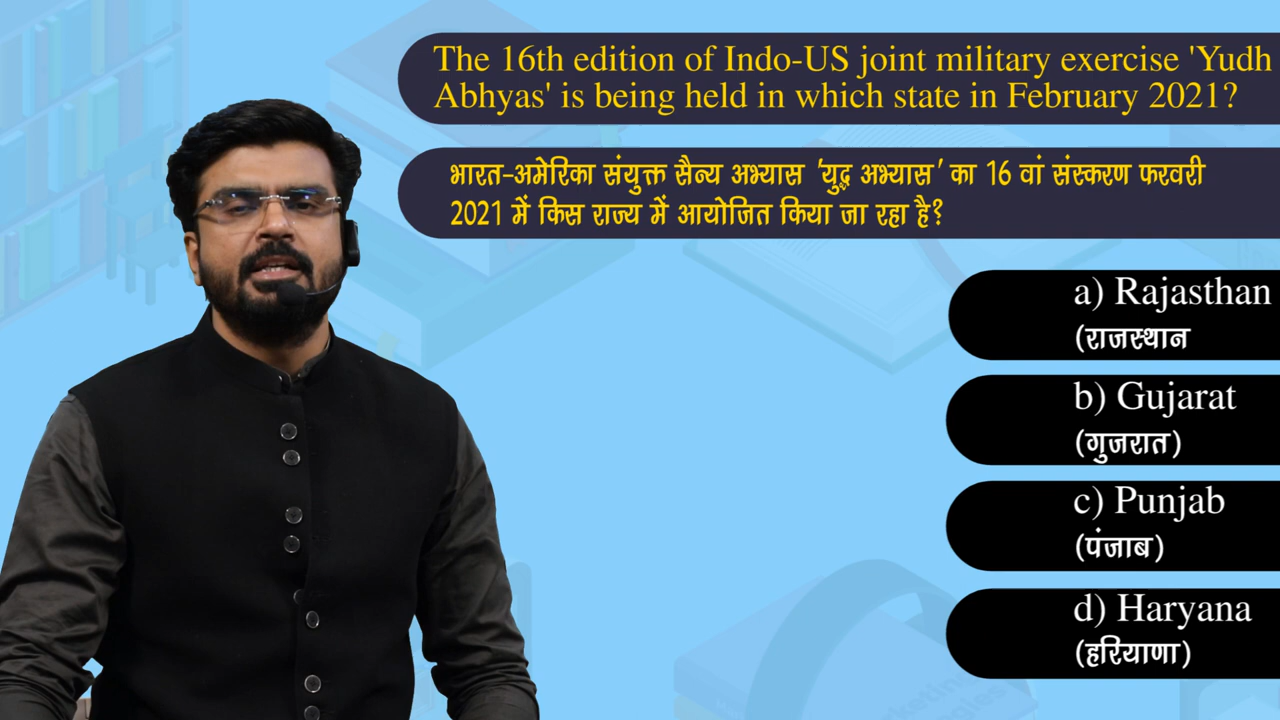 The 16th edition of Indo-US joint military exercise 'Yudh
Abhyas' is being held in which state in February 2021?
भारत-अमेरिका संयुक्त सैन्य अभ्यास 'युद्ध अभ्यास' का 16 वां संस्करण फरवरी
2021 में किस राज्य में आयोजित किया जा रहा है?
a) Rajasthan
(राजस्थान
b) Gujarat
(गुजरात)
c) Punjab
(पंजाब)
d) Haryana
(हरियाणा)